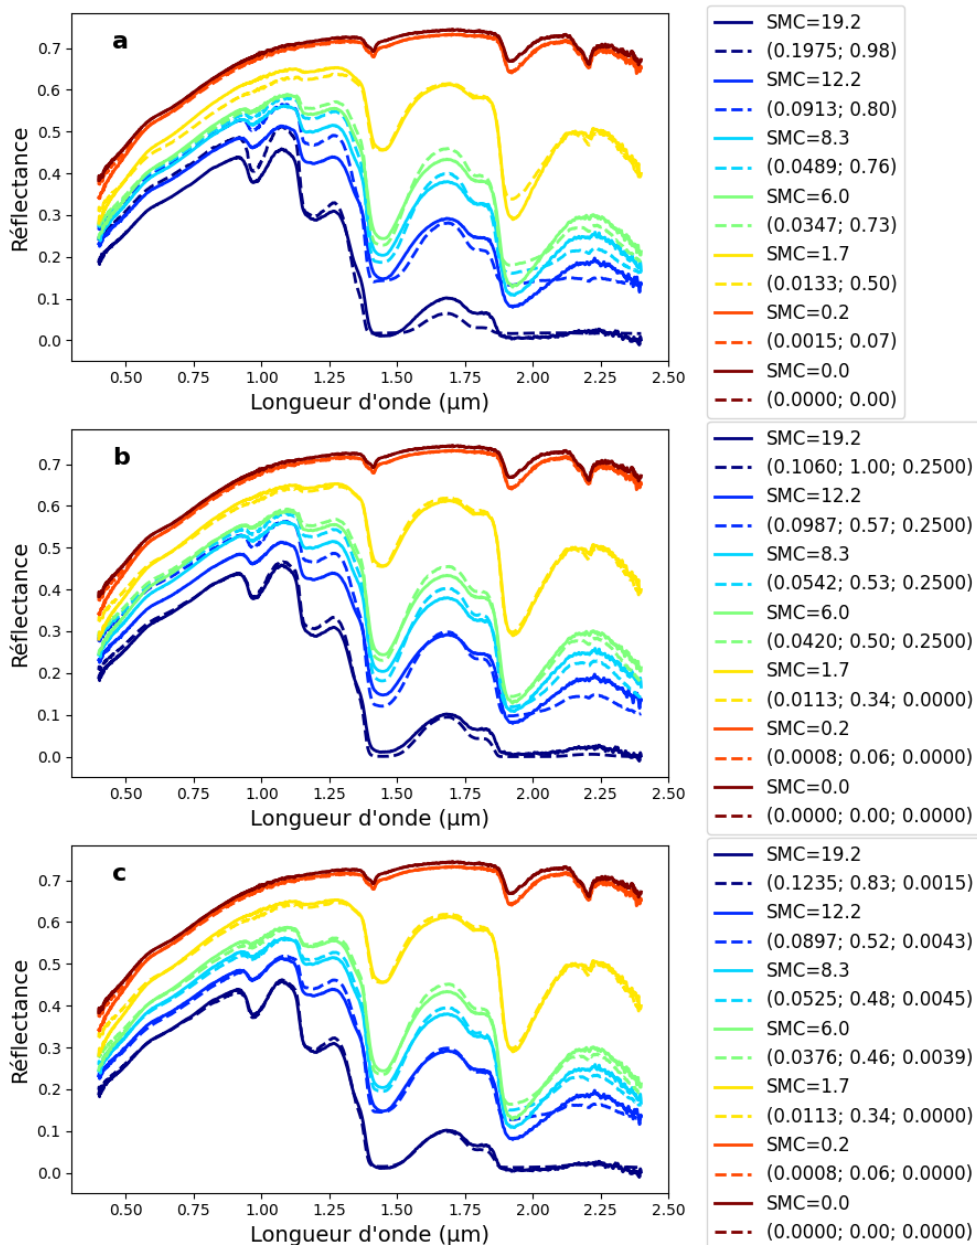 a
Réflectance
0.7
0.6
0.5
0.4
0.3
0.2
0.1
0.0
0.50 0.75 1.00 1.25 1.50 1.75 2.00 2.25 2.50
Longueur d'onde (µm)
SMC=19.2
(0.1975; 0.98)
SMC=12.2
(0.0913; 0.80)
SMC=8.3
(0.0489; 0.76)
SMC=6.0
(0.0347; 0.73)
SMC=1.7
(0.0133; 0.50)
SMC=0.2
(0.0015; 0.07)
SMC=0.0
(0.0000; 0.00)
b
Réflectance
0.7
0.6
0.5
0.4
0.3
0.2
0.1
0.0
0.50 0.75 1.00 1.25 1.50 1.75 2.00 2.25 2.50
Longueur d'onde (µm)
SMC=19.2
(0.1060; 1.00; 0.2500)
SMC=12.2
(0.0987; 0.57; 0.2500)
SMC=8.3
(0.0542; 0.53; 0.2500)
SMC=6.0
(0.0420; 0.50; 0.2500)
SMC=1.7
(0.0113; 0.34; 0.0000)
SMC=0.2
(0.0008; 0.06; 0.0000)
SMC=0.0
(0.0000; 0.00; 0.0000)
c
Réflectance
0.7
0.6
0.5
0.4
0.3
0.2
0.1
0.0
0.50 0.75 1.00 1.25 1.50 1.75 2.00 2.25 2.50
Longueur d'onde (µm)
SMC=19.2
(0.1235; 0.83; 0.0015)
SMC=12.2
(0.0897; 0.52; 0.0043)
SMC=8.3
(0.0525; 0.48; 0.0045)
SMC=6.0
(0.0376; 0.46; 0.0039)
SMC=1.7
(0.0113; 0.34; 0.0000)
SMC=0.2
(0.0008; 0.06; 0.0000)
SMC=0.0
(0.0000; 0.00; 0.0000)